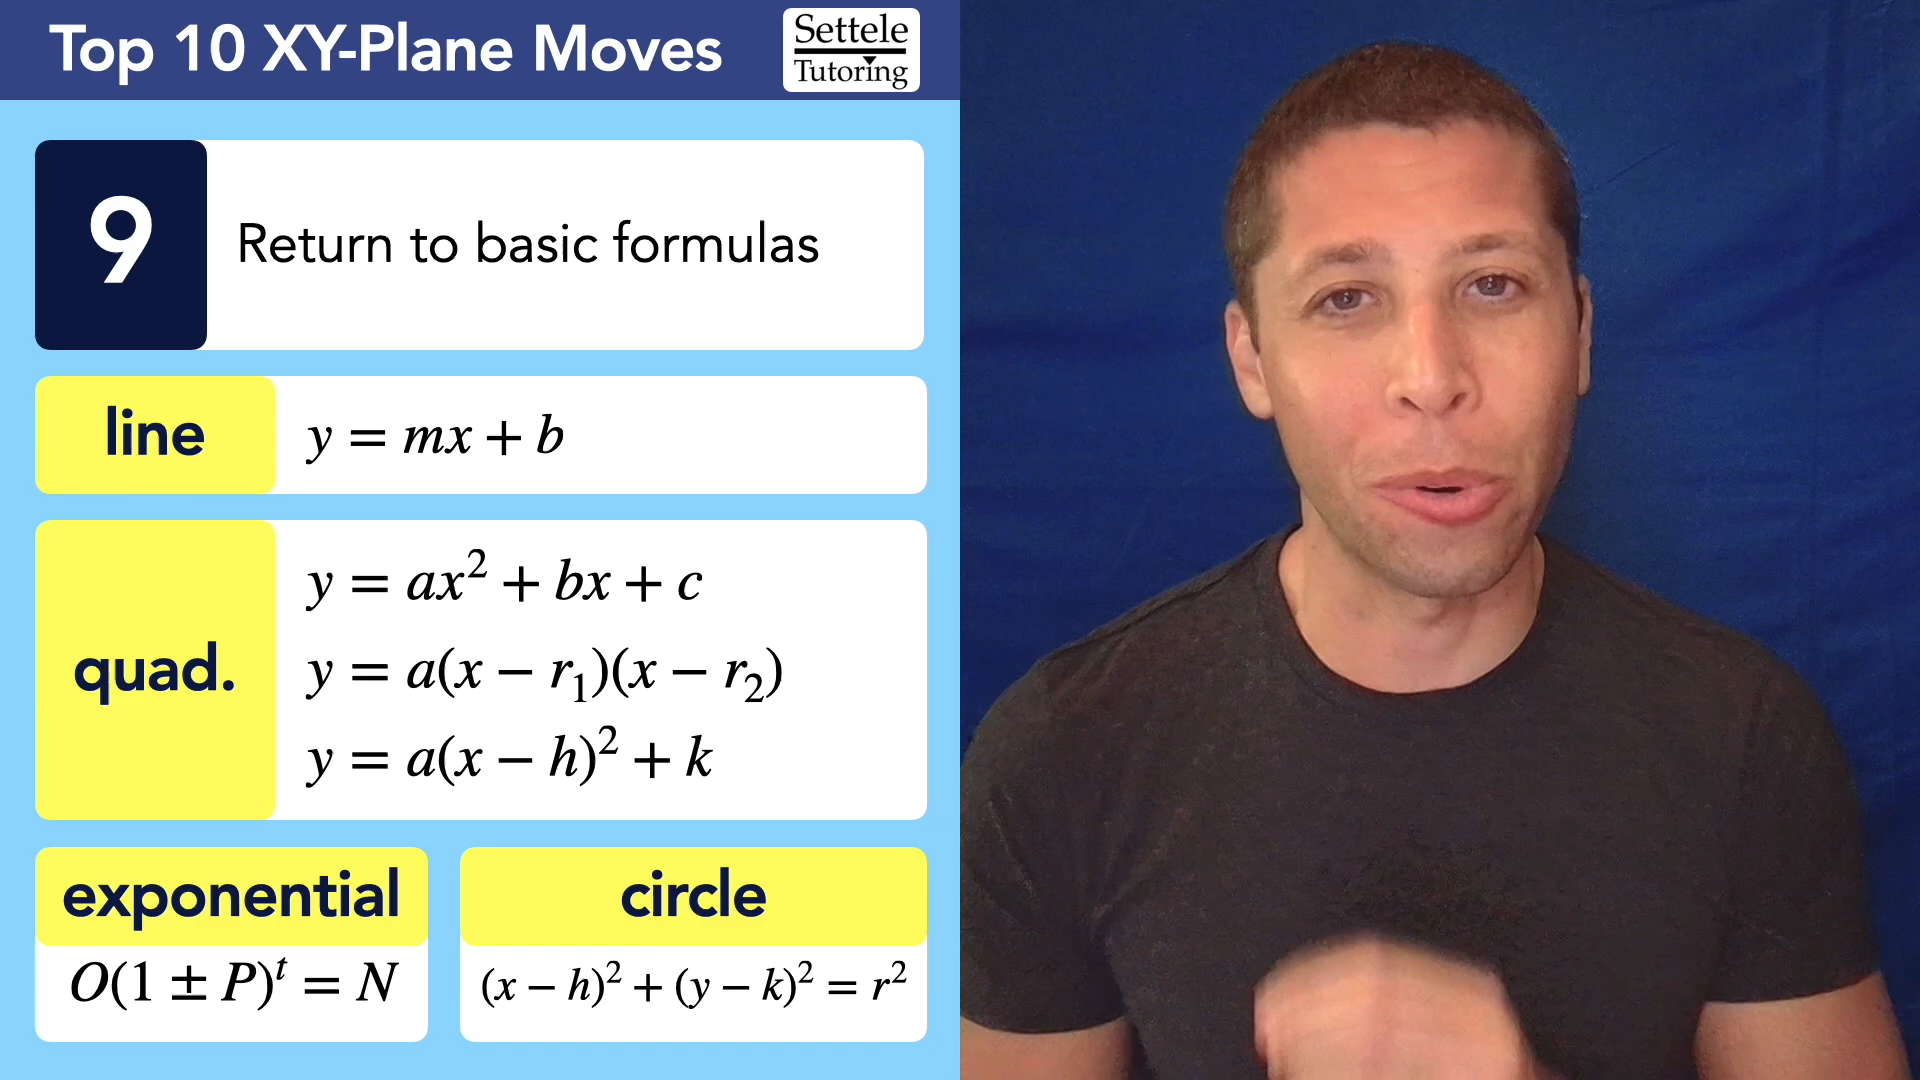 Top 10 XY-Plane Moves
Settele
Tutoring
9
Return to basic formulas
line
y = mx + b
quad.
y = ax² + bx + c
y = a(x − r₁)(x − r₂)
y = a(x − h)² + k
exponential
O(1 ± P)ᵗ = N
circle
(x − h)² + (y − k)² = r²